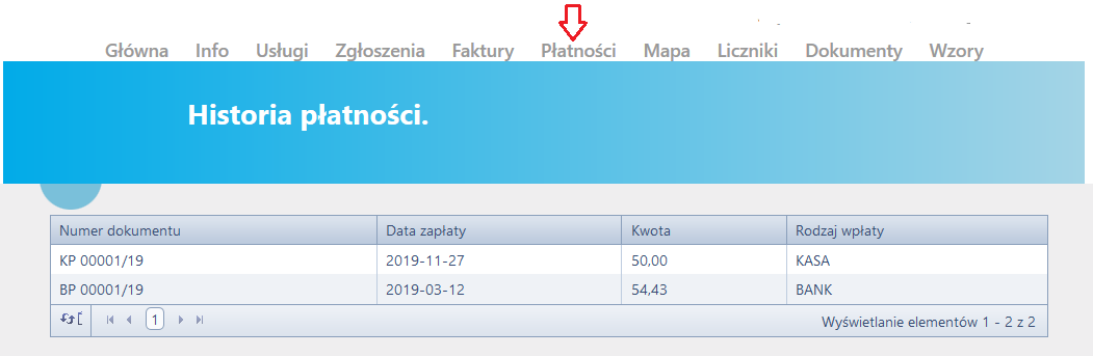 Główna Info Usługi Zgłoszenia Faktury Płatności Mapa Liczniki Dokumenty Wzory
Historia płatności.
Numer dokumentu Data zapłaty Kwota Rodzaj wpłaty
KP 00001/19 2019-11-27 50,00 KASA
BP 00001/19 2019-03-12 54,43 BANK
1 Wyświetlanie elementów 1 - 2 z 2